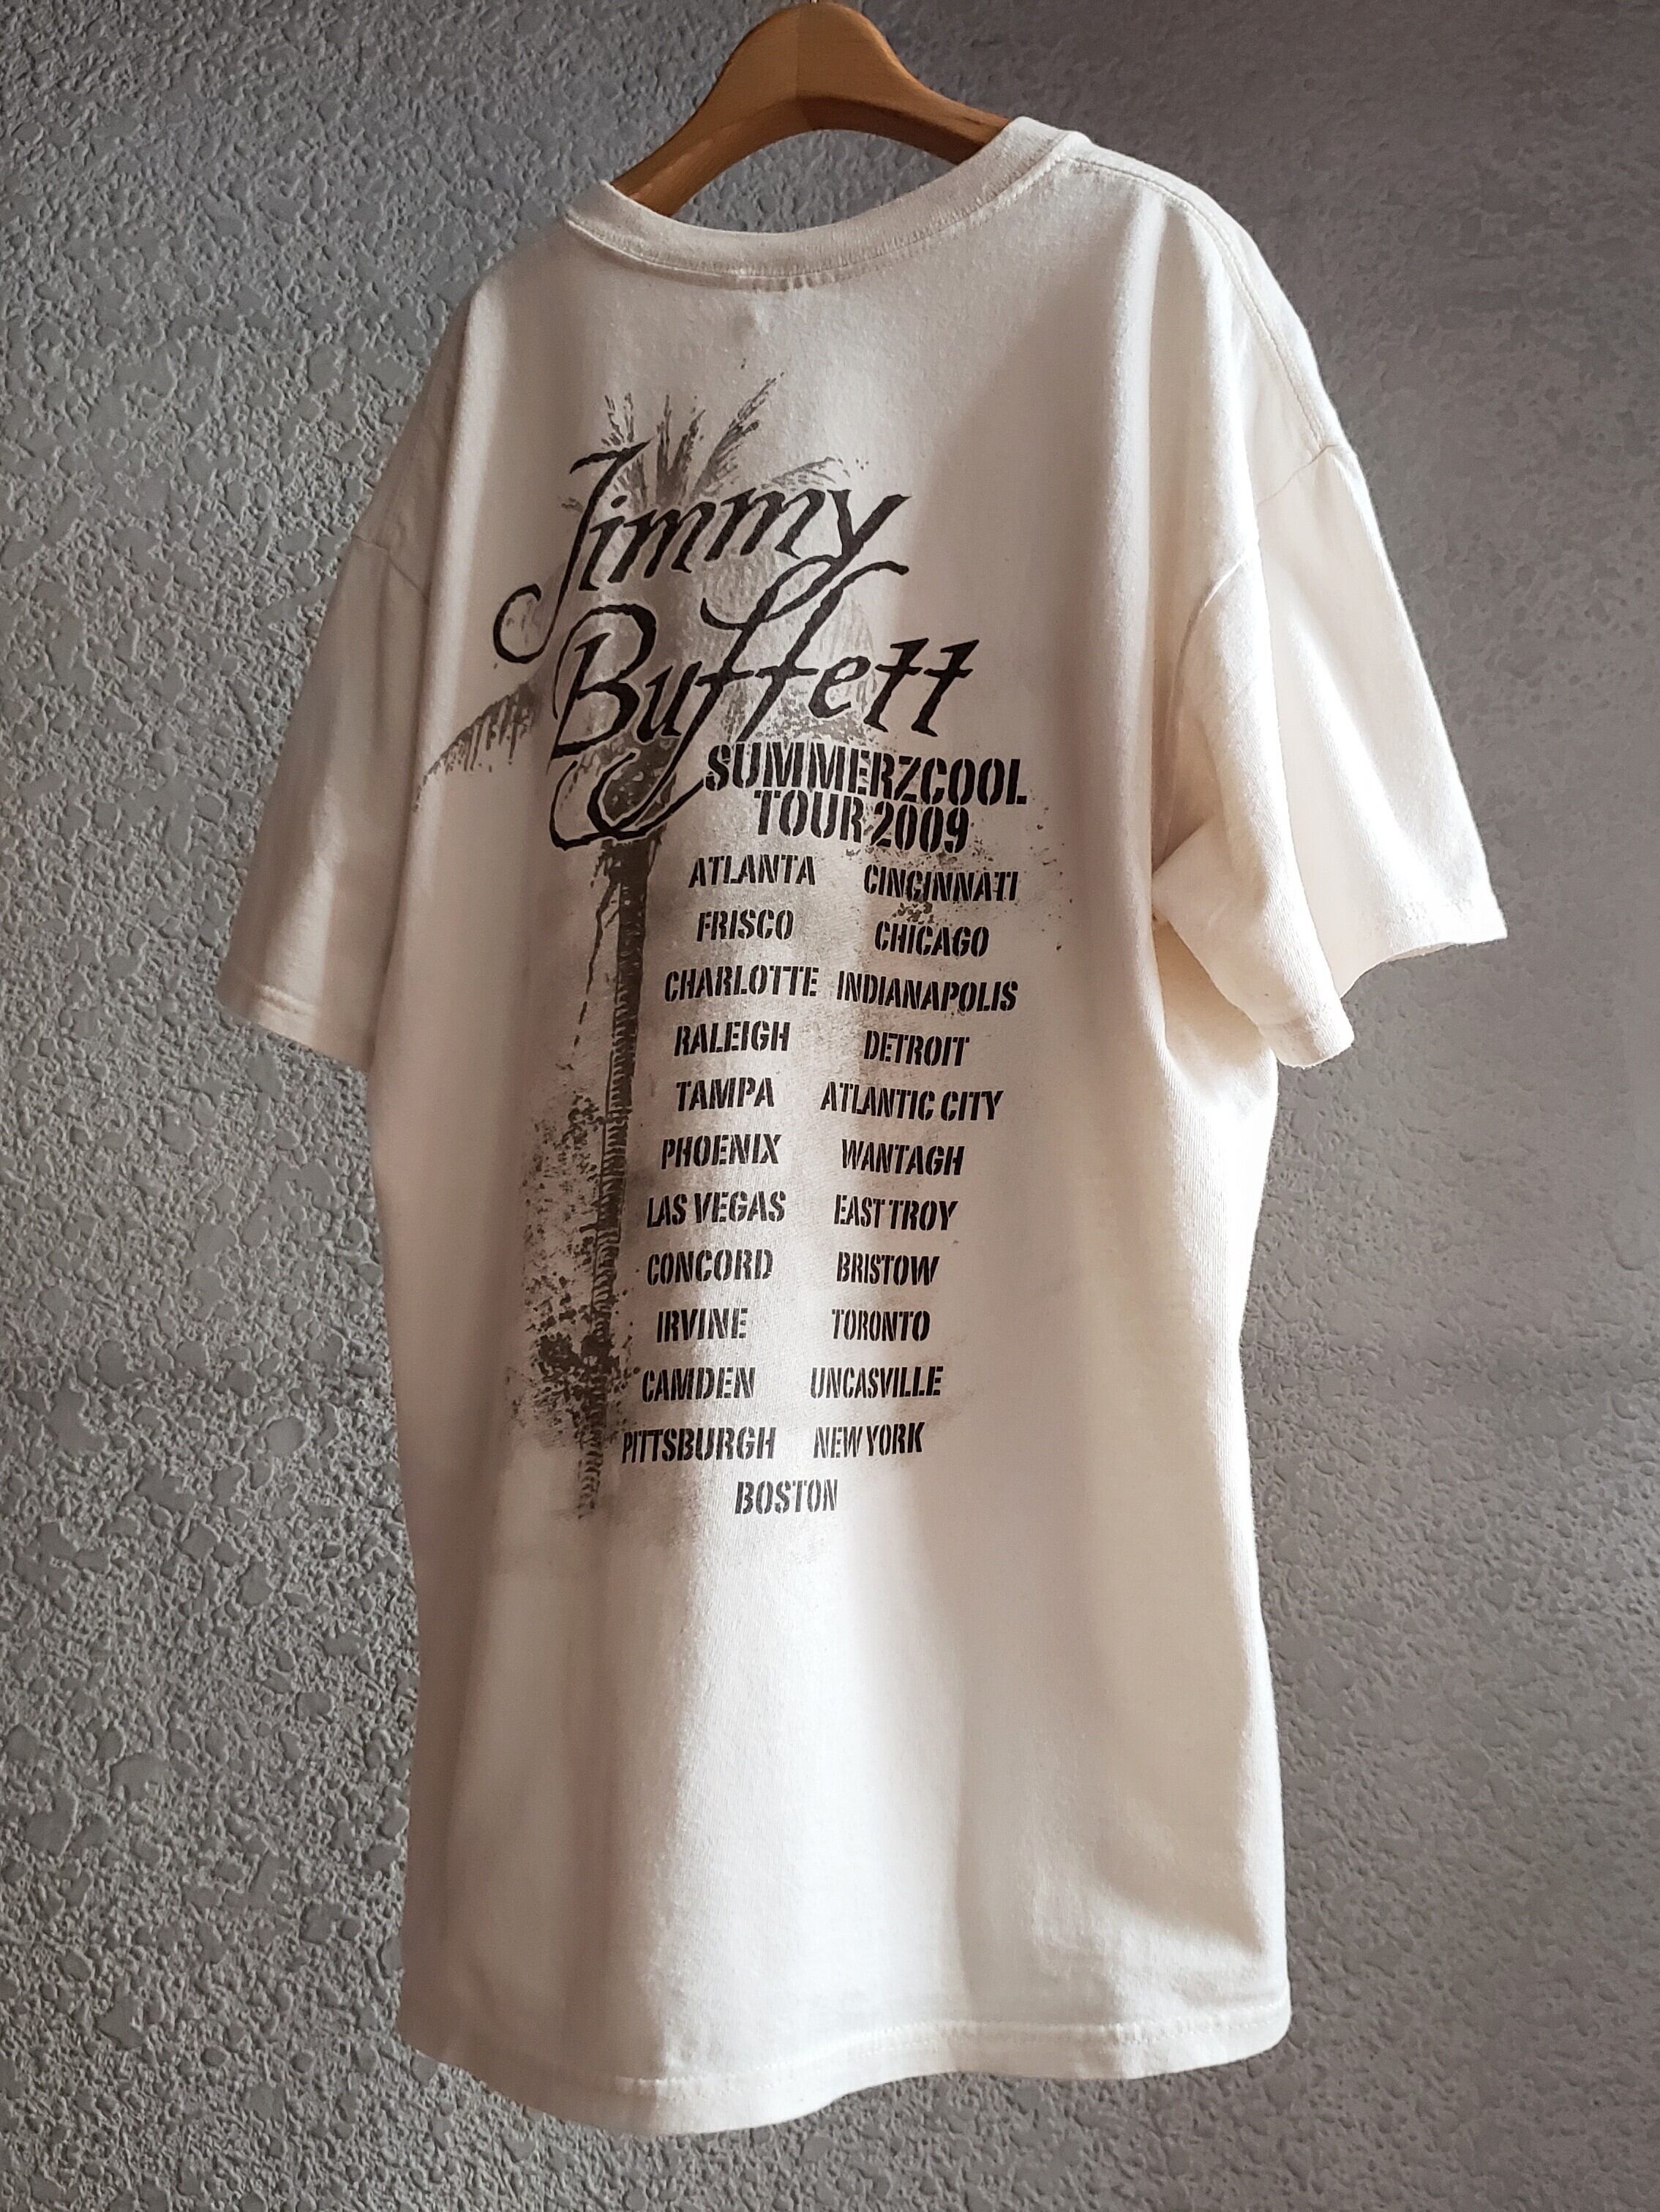 Jimmy
Buffett
SUMMERZCOOL
TOUR 2009
ATLANTA CINCINNATI
FRISCO CHICAGO
CHARLOTTE INDIANAPOLIS
RALEIGH DETROIT
TAMPA ATLANTIC CITY
PHOENIX WANTAGH
LAS VEGAS EAST TROY
CONCORD BRISTOW
IRVINE TORONTO
CAMDEN UNCASVILLE
PITTSBURGH NEW YORK
BOSTON